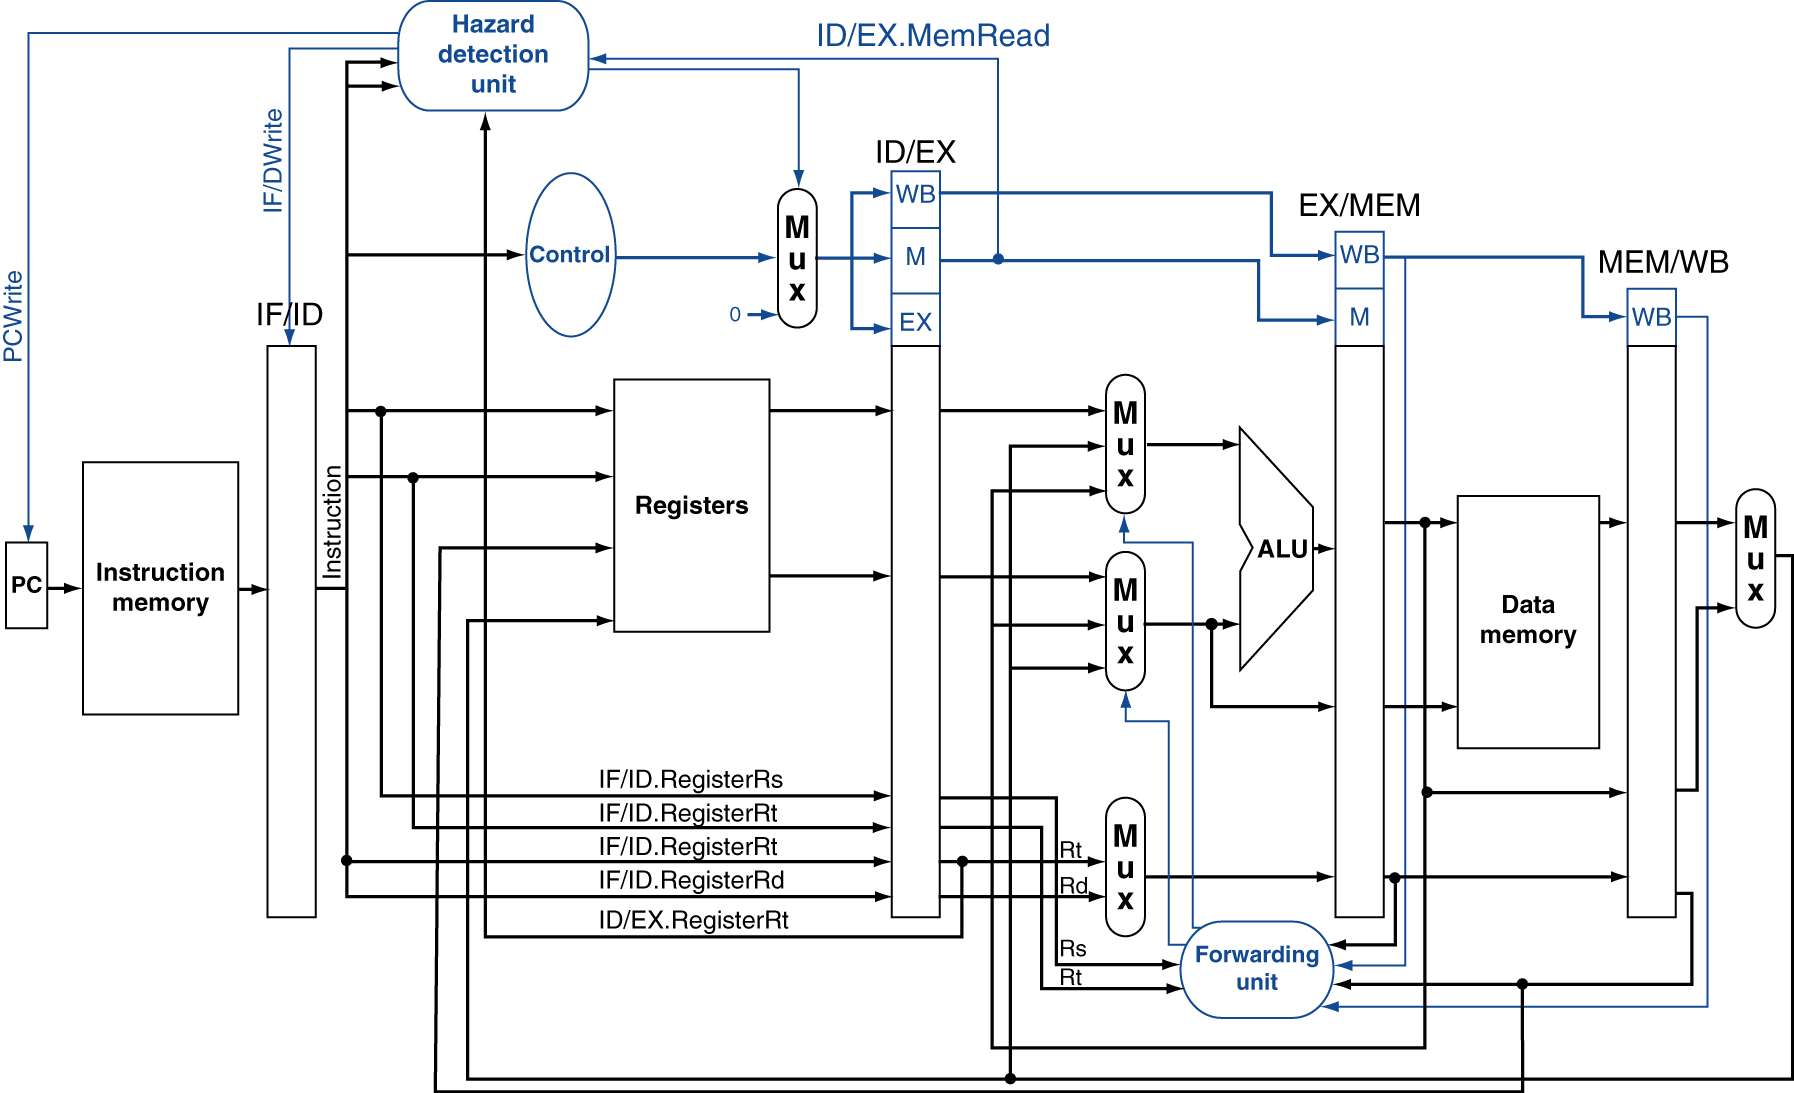 Hazard
detection
unit
ID/EX.MemRead
IF/DWrite
PCWrite
ID/EX
WB
M
EX
Control
M
u
x
0
EX/MEM
WB
M
MEM/WB
WB
IF/ID
Instruction
PC
Instruction
memory
Registers
M
u
x
M
u
x
ALU
Data
memory
M
u
x
IF/ID.RegisterRs
IF/ID.RegisterRt
IF/ID.RegisterRt
IF/ID.RegisterRd
ID/EX.RegisterRt
Rt
Rd
M
u
x
Rs
Rt
Forwarding
unit